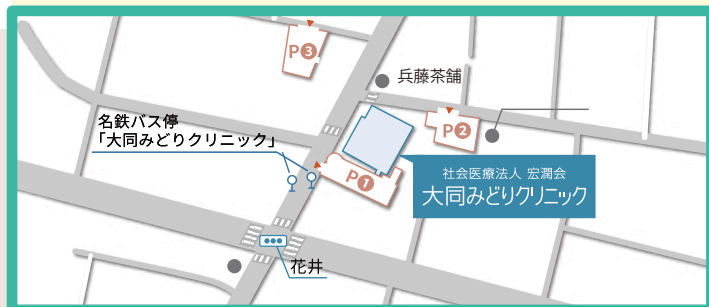 P3
兵藤茶舗
名鉄バス停
「大同みどりクリニック」
P2
P1
社会医療法人 宏潤会
大同みどりクリニック
花井